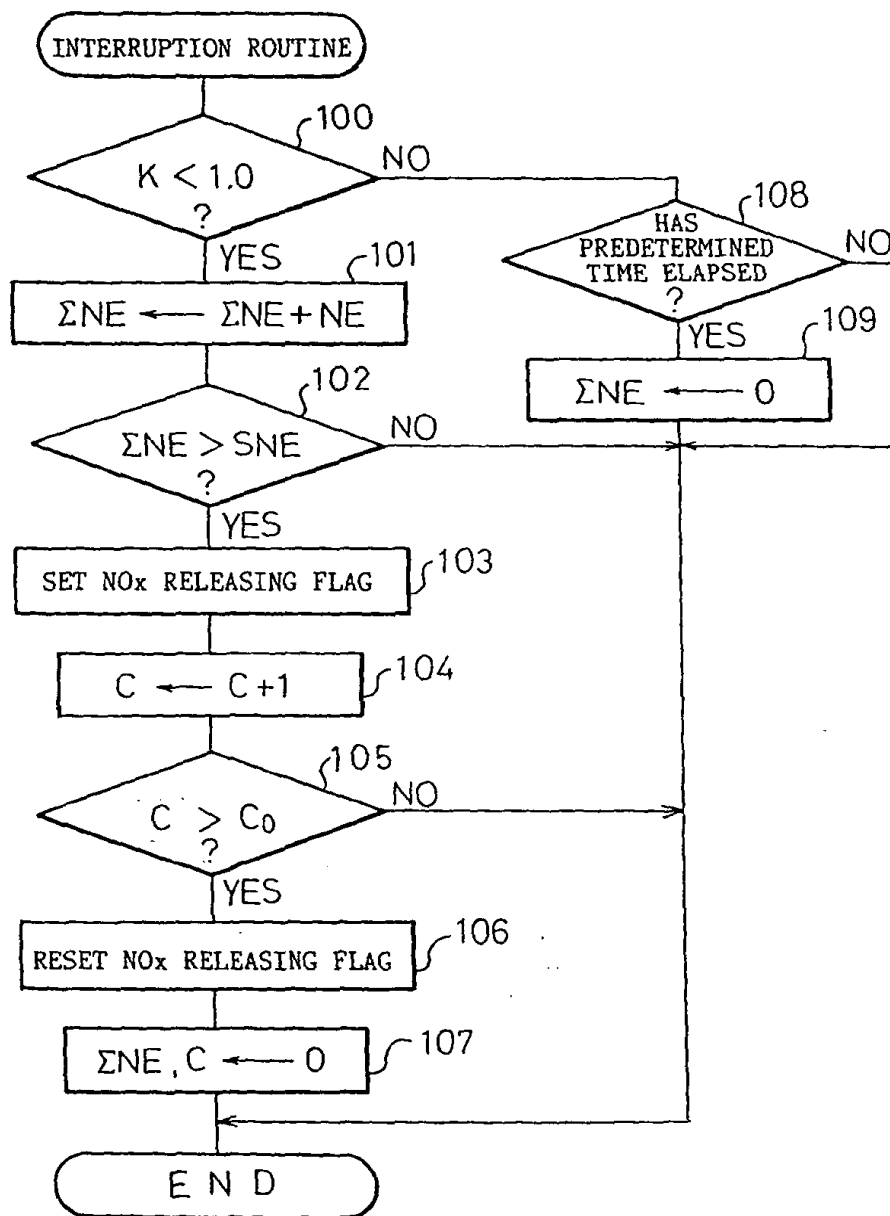 INTERRUPTION ROUTINE
100
K < 1.0
?
NO
YES
108
HAS
PREDETERMINED
TIME ELAPSED
?
NO
YES
101
ΣNE ← ΣNE + NE
109
ΣNE ← 0
102
ΣNE > SNE
?
NO
YES
103
SET NOx RELEASING FLAG
104
C ← C+1
105
C > C0
?
NO
YES
106
RESET NOx RELEASING FLAG
107
ΣNE, C ← 0
END